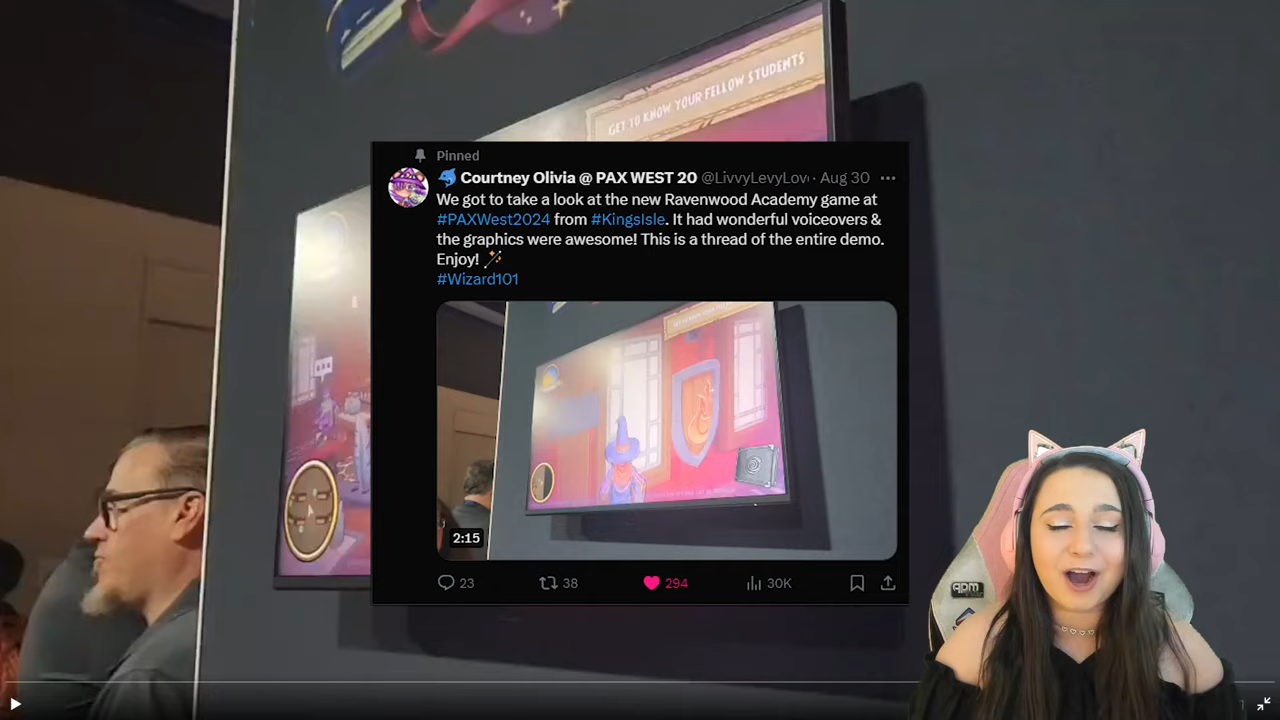 GET TO KNOW YOUR FELLOW STUDENTS
Pinned
Courtney Olivia @ PAX WEST 20 @LivvyLevyLov · Aug 30
We got to take a look at the new Ravenwood Academy game at
#PAXWest2024 from #KingsIsle. It had wonderful voiceovers &
the graphics were awesome! This is a thread of the entire demo.
Enjoy!
#Wizard101
2:15
23 38 294 30K